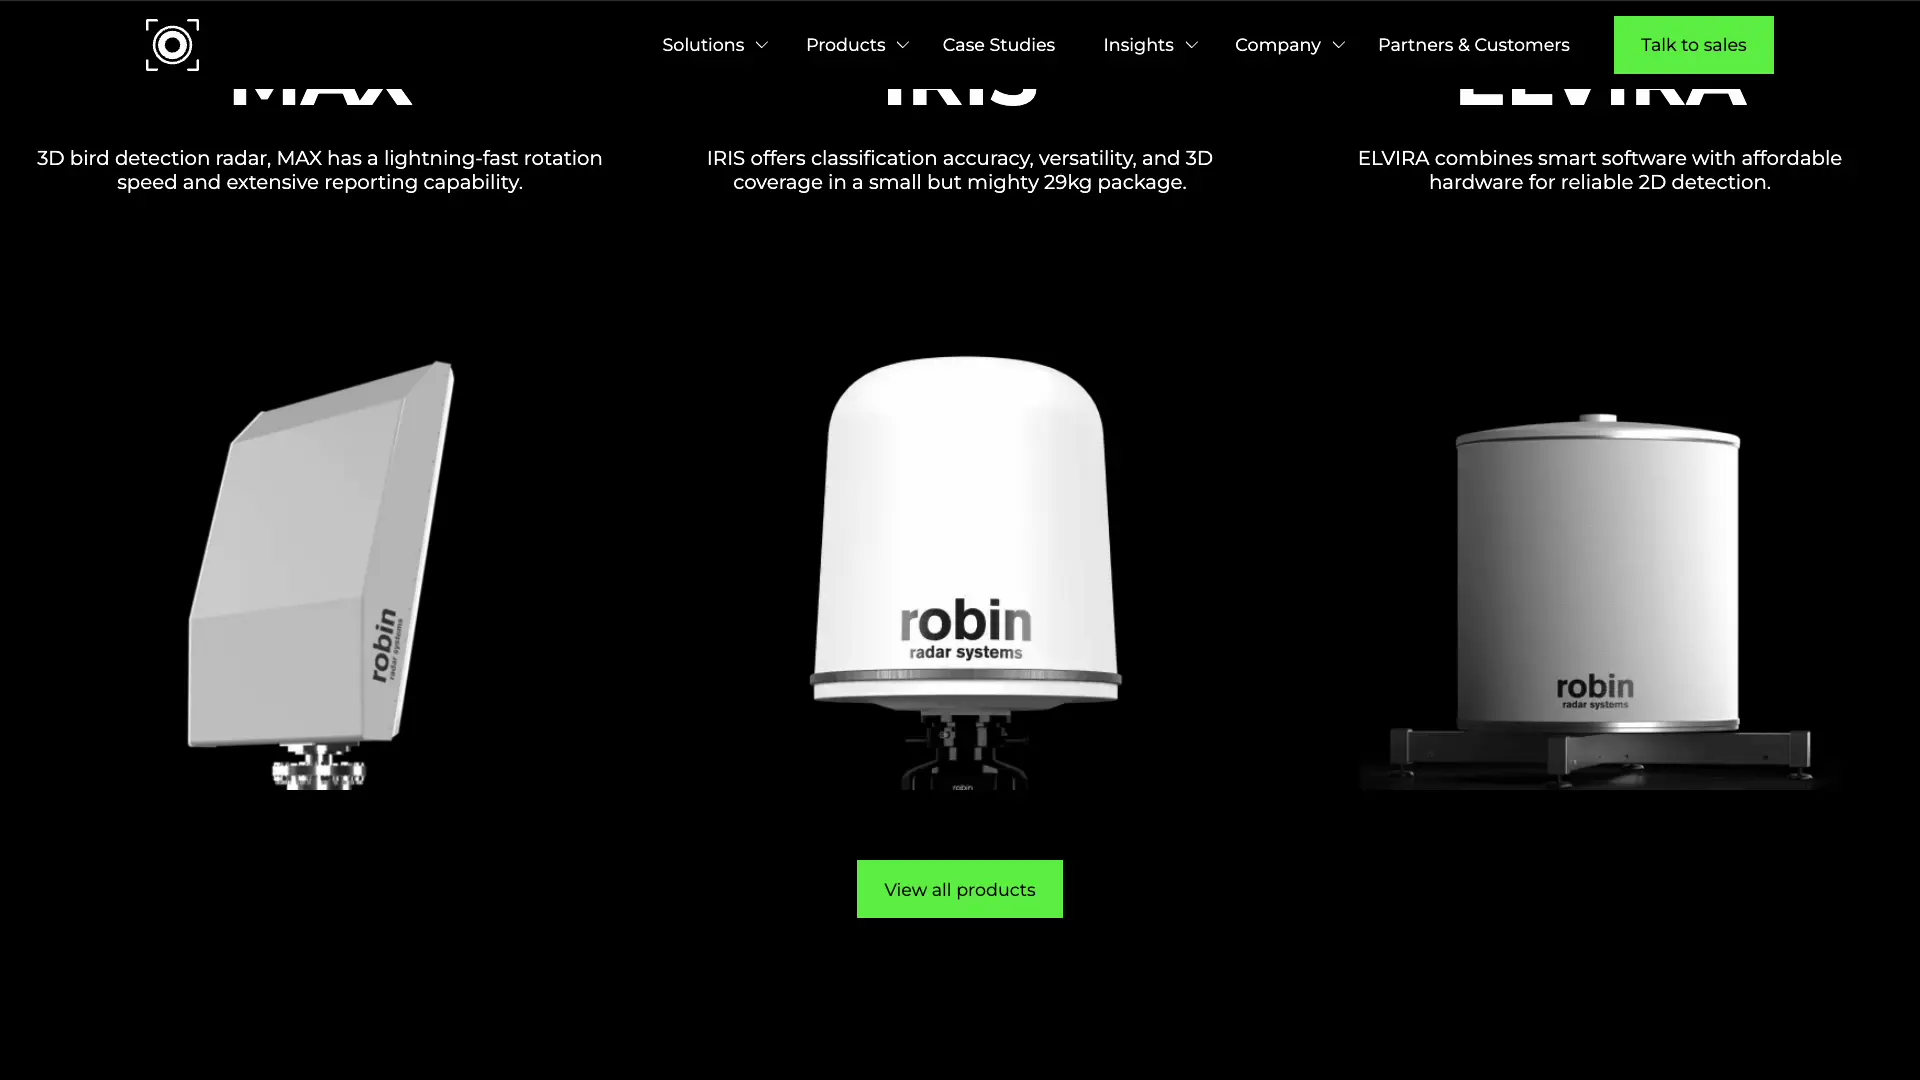 Solutions
Products
Case Studies
Insights
Company
Partners & Customers
Talk to sales
MAX
IRIS
ELVIRA
3D bird detection radar, MAX has a lightning-fast rotation
speed and extensive reporting capability.
IRIS offers classification accuracy, versatility, and 3D
coverage in a small but mighty 29kg package.
ELVIRA combines smart software with affordable
hardware for reliable 2D detection.
robin
radar systems
robin
radar systems
robin
robin
radar systems
View all products